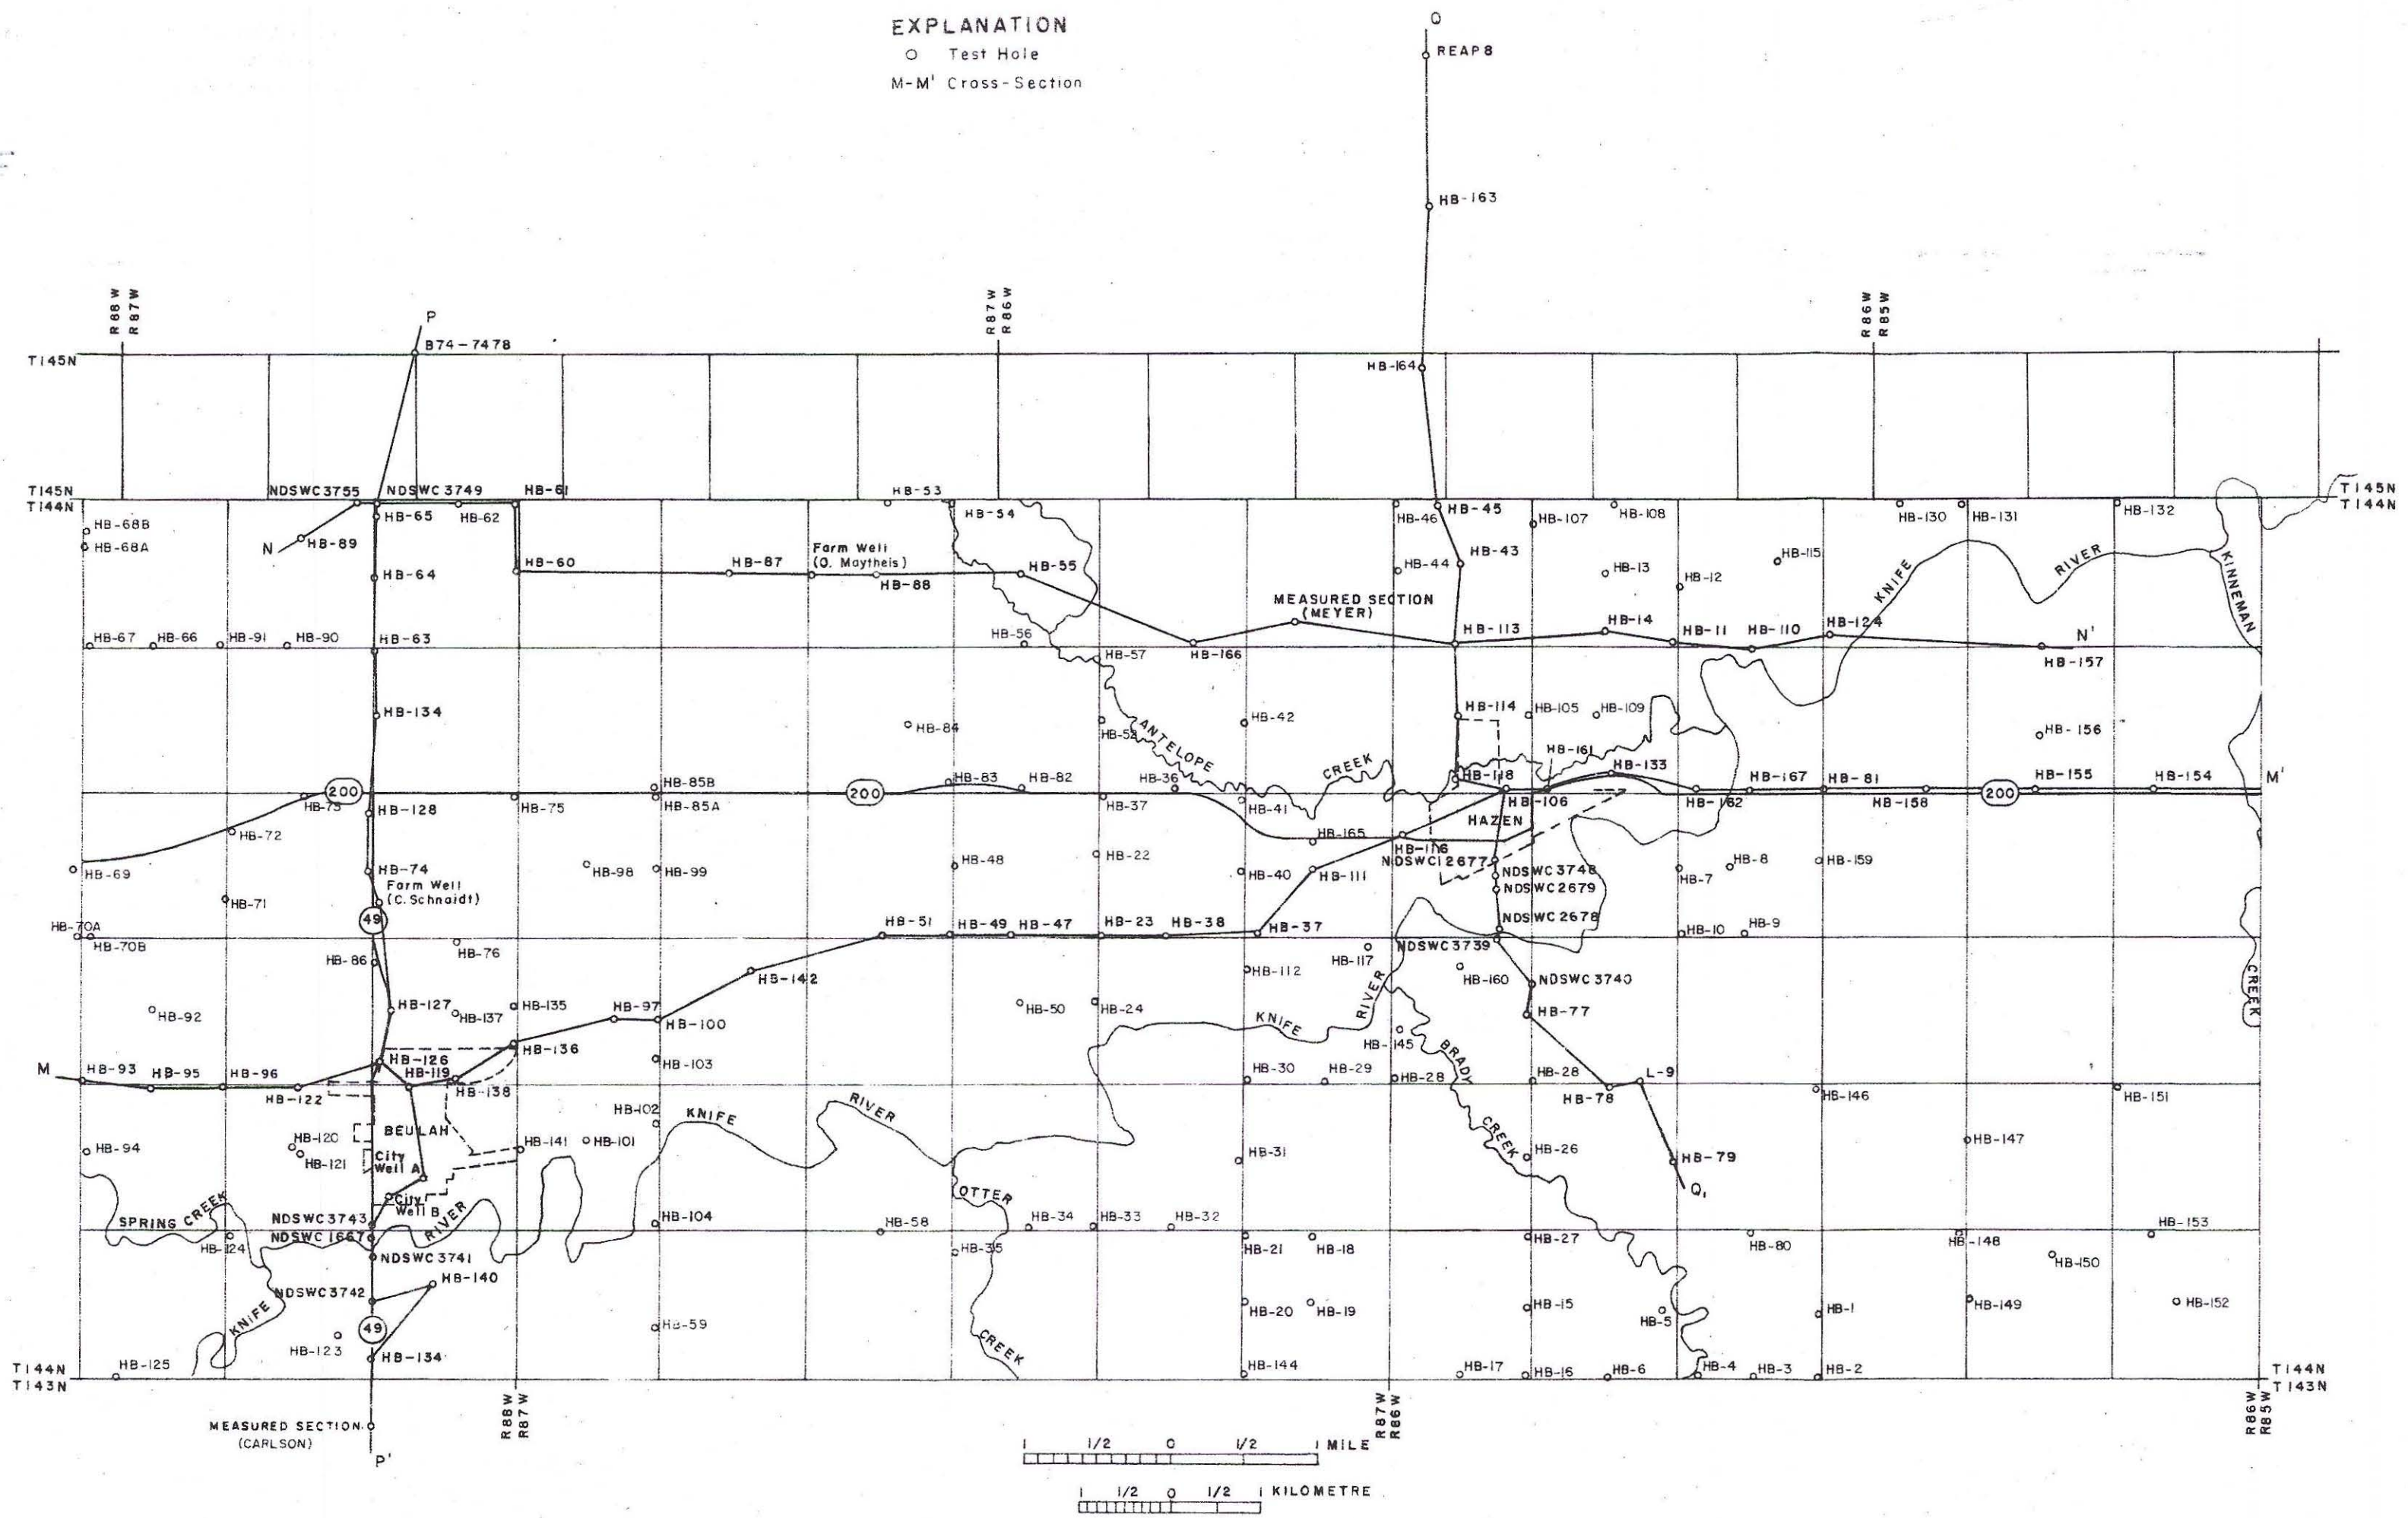 EXPLANATION
Test Hole
M-M' Cross-Section
Q
REAP 8
HB-163
R88W
R87W
R87W
R86W
R86W
R85W
P
B74-7478
T145N
HB-164
T145N
T144N
NDSWC 3755
NDSWC 3749
HB-61
HB-53
T145N
T144N
HB-65
HB-62
HB-54
HB-46
HB-45
HB-107
HB-108
HB-130
HB-131
HB-132
HB-68B
HB-68A
N
HB-89
HB-64
HB-60
HB-87
Farm Well
(O. Maytheis)
HB-88
HB-55
HB-44
HB-43
HB-13
HB-12
HB-115
KNIFE
RIVER
KINNEMAN
MEASURED SECTION
(MEYER)
HB-67
HB-66
HB-91
HB-90
HB-63
HB-56
HB-57
HB-166
HB-113
HB-14
HB-11
HB-110
HB-124
N'
HB-157
HB-134
HB-84
HB-52
ANTELOPE
CREEK
HB-42
HB-114
HB-105
HB-109
HB-161
HB-156
200
HB-73
HB-128
HB-75
HB-85B
HB-85A
200
HB-83
HB-82
HB-36
HB-37
HB-41
HB-118
HB-106
HB-133
HB-162
HB-167
HB-81
HB-158
200
HB-155
HB-154
M'
HB-72
HAZEN
HB-165
HB-116
HB-69
HB-74
Farm Well
(C. Schnaidt)
HB-98
HB-99
HB-48
HB-22
HB-40
HB-111
NDSWC12677
NDSWC 3748
NDSWC 2679
HB-7
HB-8
HB-159
HB-71
49
HB-70A
HB-70B
HB-76
HB-51
HB-49
HB-47
HB-23
HB-38
HB-37
NDSWC 2678
NDSWC3739
HB-10
HB-9
HB-86
HB-142
HB-112
HB-117
HB-160
NDSWC 3740
CREEK
HB-92
HB-127
HB-137
HB-135
HB-97
HB-100
HB-50
HB-24
KNIFE
RIVER
HB-77
HB-145
BRADY
CREEK
M
HB-93
HB-95
HB-96
HB-122
HB-126
HB-119
HB-138
HB-136
HB-103
HB-30
HB-29
HB-28
HB-28
HB-78
L-9
HB-146
HB-151
HB-102
KNIFE
RIVER
BEULAH
HB-94
HB-120
HB-121
City
Well A
HB-141
HB-101
HB-31
HB-26
HB-79
Q,
HB-147
City
Well B
OTTER
CREEK
SPRING CREEK
HB-124
NDSWC3743
NDSWC 1667
NDSWC 3741
RIVER
HB-104
HB-58
HB-34
HB-33
HB-32
HB-35
HB-21
HB-18
HB-27
HB-80
HB-148
HB-153
HB-150
KNIFE
NDSWC3742
HB-140
HB-20
HB-19
HB-15
HB-5
HB-1
HB-149
HB-152
HB-123
49
HB-134
HB-59
T144N
T143N
HB-125
HB-144
HB-17
HB-16
HB-6
HB-4
HB-3
HB-2
T144N
T143N
MEASURED SECTION
(CARLSON)
P'
R88W
R87W
R87W
R86W
R86W
R85W
1 1/2 0 1/2 1 MILE
1 1/2 0 1/2 1 KILOMETRE